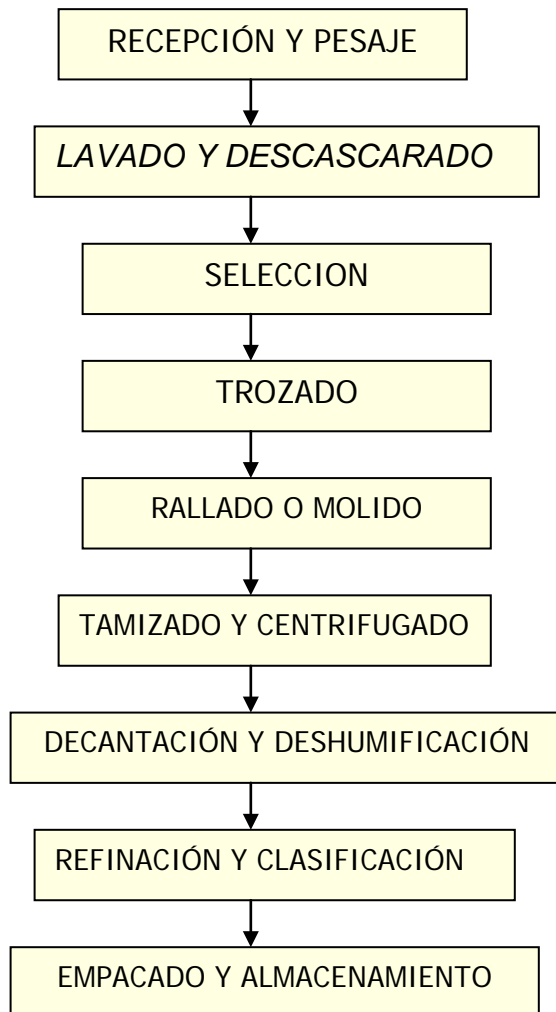 RECEPCIÓN Y PESAJE
LAVADO Y DESCASCARADO
SELECCION
TROZADO
RALLADO O MOLIDO
TAMIZADO Y CENTRIFUGADO
DECANTACIÓN Y DESHUMIFICACIÓN
REFINACIÓN Y CLASIFICACIÓN
EMPACADO Y ALMACENAMIENTO